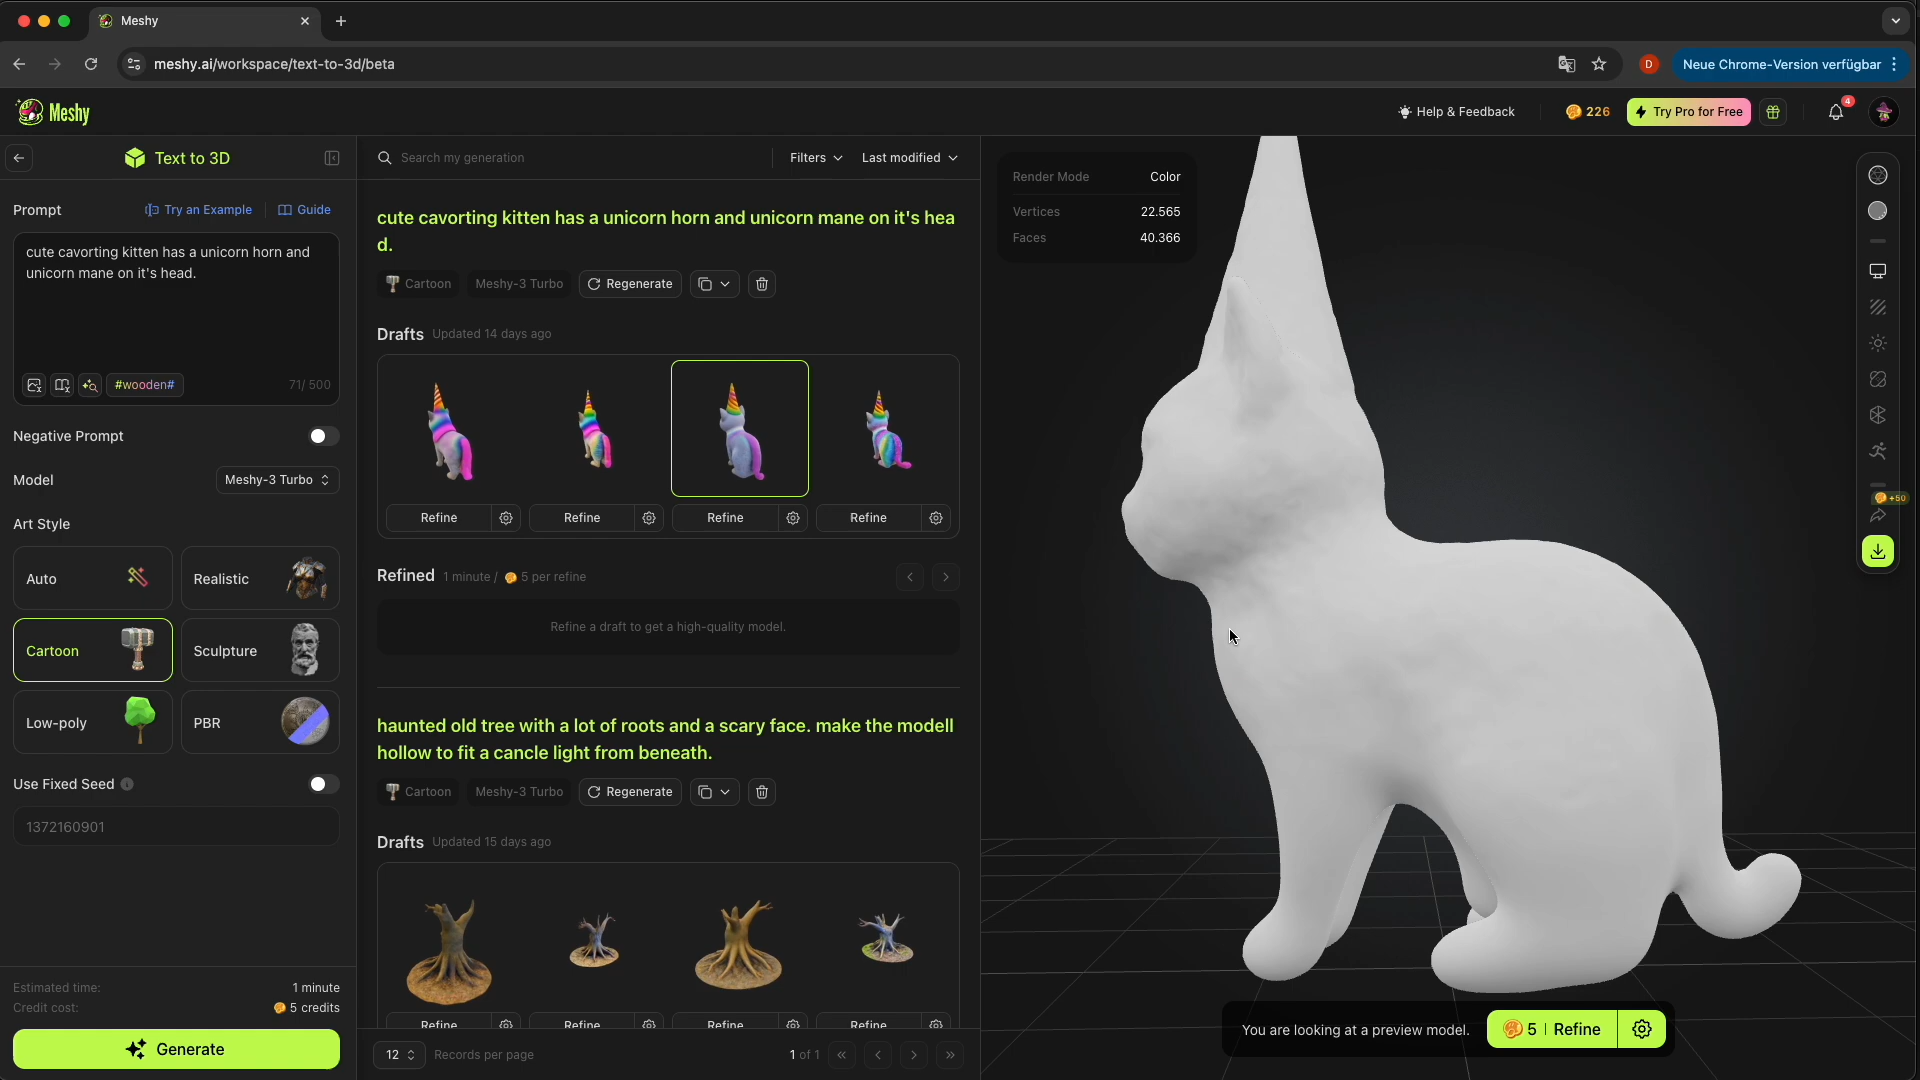 Meshy
meshy.ai/workspace/text-to-3d/beta
D
Neue Chrome-Version verfügbar
Meshy
Help & Feedback
226
Try Pro for Free
4
Text to 3D
Search my generation
Filters
Last modified
Prompt
Try an Example
Guide
cute cavorting kitten has a unicorn horn and
unicorn mane on it's head.
#wooden#
71/ 500
Negative Prompt
Model
Meshy-3 Turbo
Art Style
Auto
Realistic
Cartoon
Sculpture
Low-poly
PBR
Use Fixed Seed
1372160901
Estimated time:
1 minute
Credit cost:
5 credits
Generate
cute cavorting kitten has a unicorn horn and unicorn mane on it's hea
d.
Cartoon
Meshy-3 Turbo
Regenerate
Drafts
Updated 14 days ago
Refine
Refine
Refine
Refine
Refined
1 minute /
5 per refine
Refine a draft to get a high-quality model.
haunted old tree with a lot of roots and a scary face. make the modell
hollow to fit a cancle light from beneath.
Cartoon
Meshy-3 Turbo
Regenerate
Drafts
Updated 15 days ago
Refine
Refine
Refine
Refine
12
Records per page
1 of 1
Render Mode
Color
Vertices
22.565
Faces
40.366
+50
You are looking at a preview model.
5
Refine